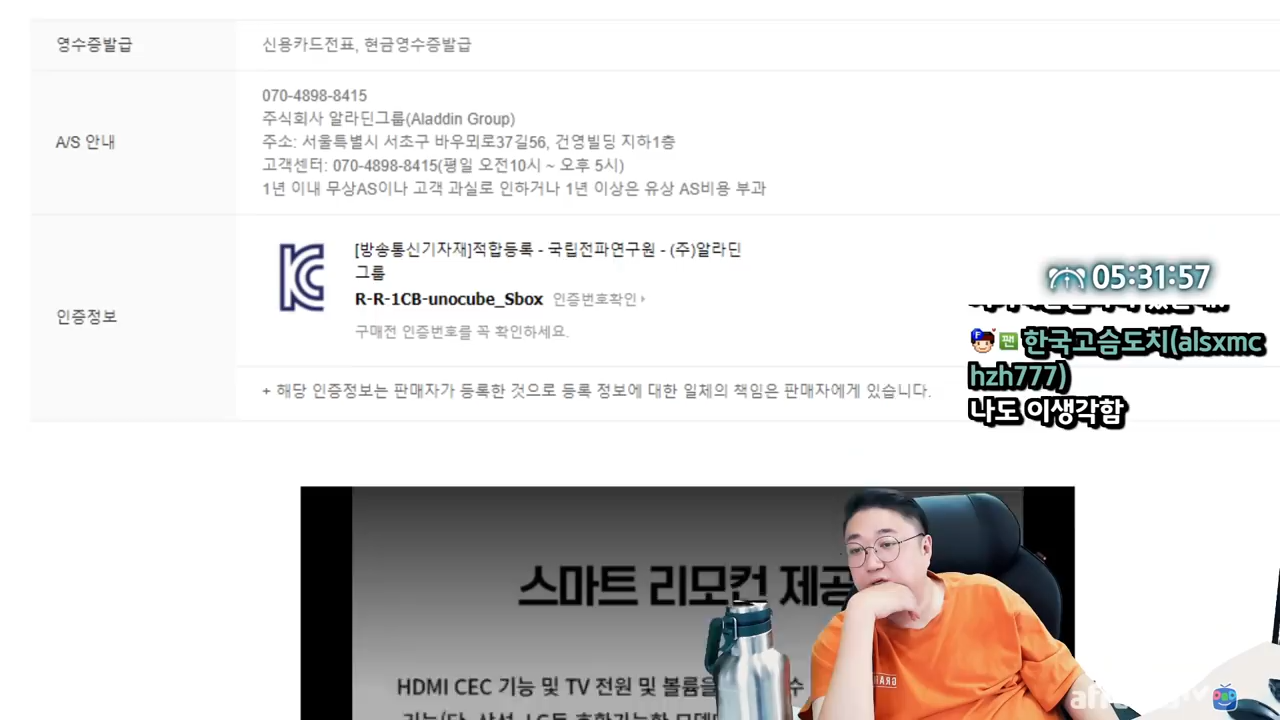 영수증발급
신용카드전표, 현금영수증발급
A/S 안내
070-4898-8415
주식회사 알라딘그룹(Aladdin Group)
주소: 서울특별시 서초구 바우뫼로37길56, 건영빌딩 지하1층
고객센터: 070-4898-8415(평일 오전10시 ~ 오후 5시)
1년 이내 무상AS이나 고객 과실로 인하거나 1년 이상은 유상 AS비용 부과
인증정보
[방송통신기자재]적합등록 - 국립전파연구원 - (주)알라딘
그룹
R-R-1CB-unocube_Sbox 인증번호확인
구매전 인증번호를 꼭 확인하세요.
+ 해당 인증정보는 판매자가 등록한 것으로 등록 정보에 대한 일체의 책임은 판매자에게 있습니다.
05:31:57
팬 한국고슴도치(alsxmc
hzh777)
나도 이생각함
스마트 리모컨 제공
HDMI CEC 기능 및 TV 전원 및 볼륨을